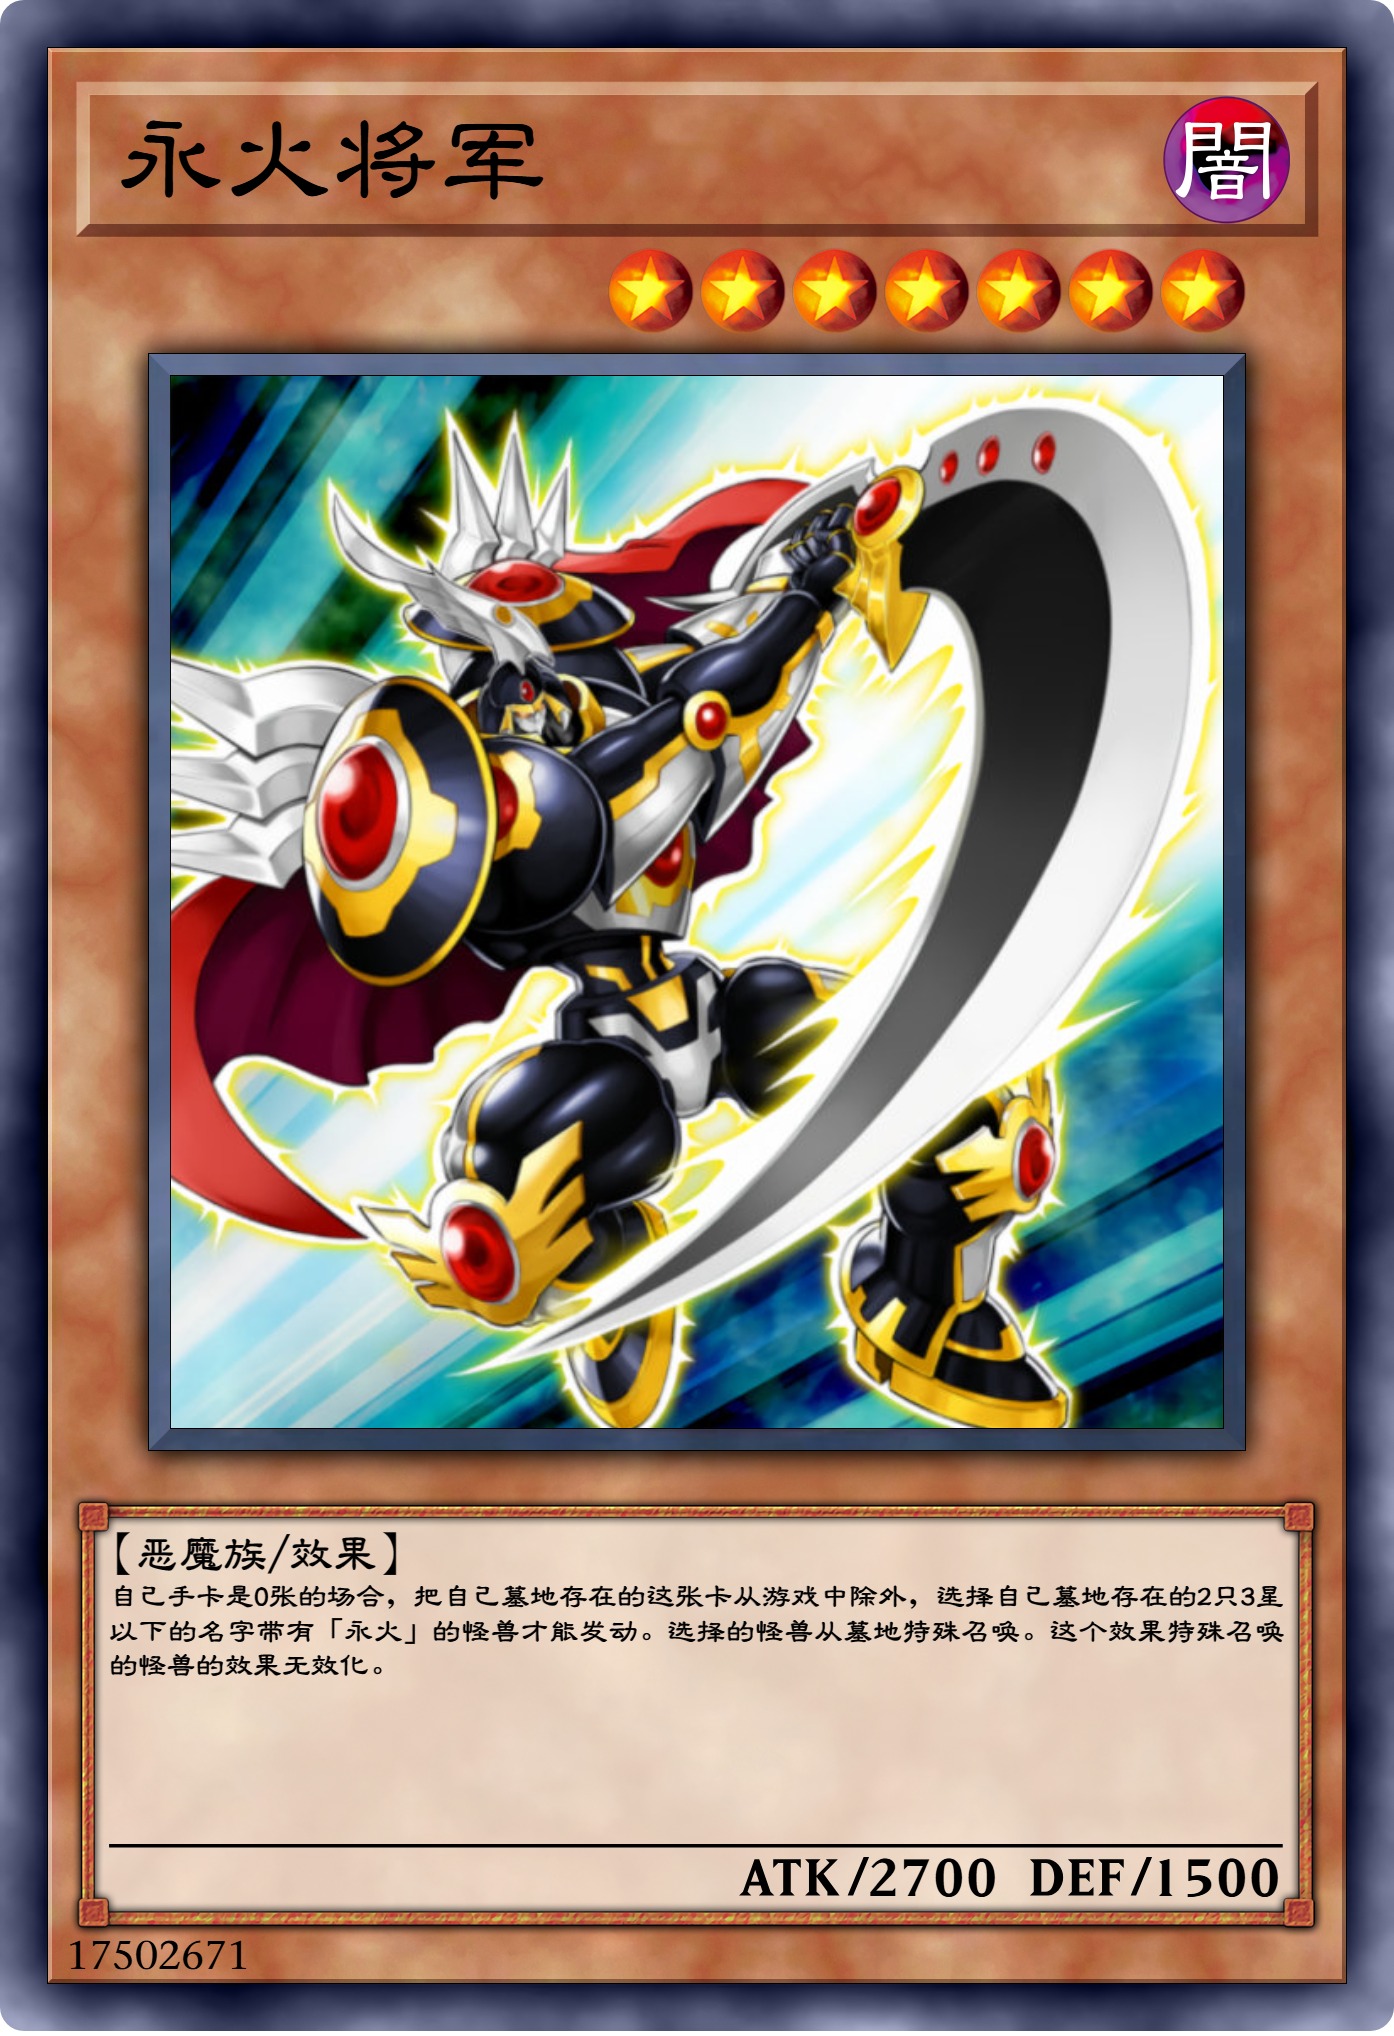 永火将军
闇
【恶魔族/效果】
自己手卡是0张的场合，把自己墓地存在的这张卡从游戏中除外，选择自己墓地存在的2只3星
以下的名字带有「永火」的怪兽才能发动。选择的怪兽从墓地特殊召唤。这个效果特殊召唤
的怪兽的效果无效化。
ATK/2700 DEF/1500
17502671